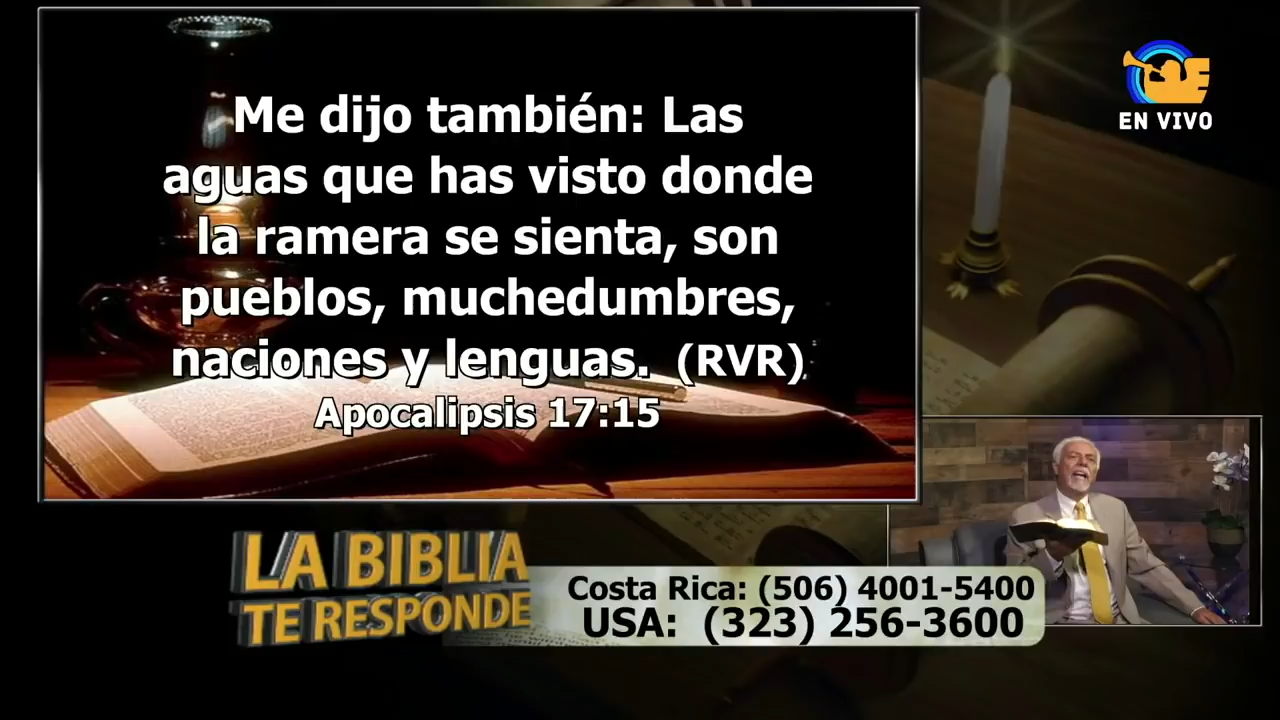 Me dijo también: Las
aguas que has visto donde
la ramera se sienta, son
pueblos, muchedumbres,
naciones y lenguas. (RVR)
Apocalipsis 17:15
EN VIVO
LA BIBLIA
TE RESPONDE
Costa Rica: (506) 4001-5400
USA: (323) 256-3600